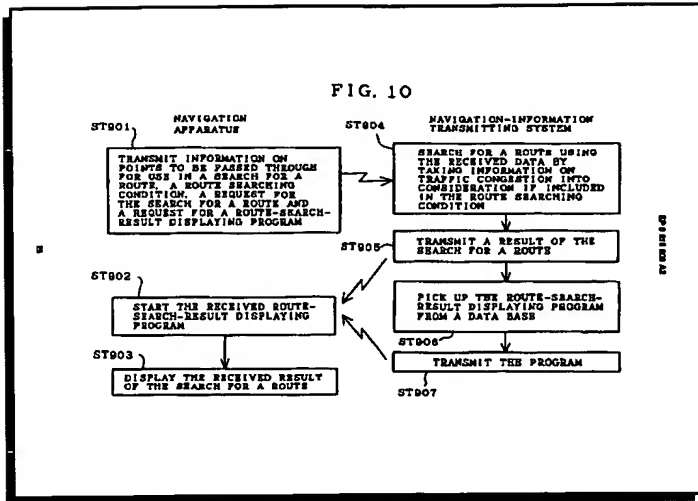 FIG. 10
NAVIGATION
APPARATUS
NAVIGATION-INFORMATION
TRANSMITTING SYSTEM
ST901
TRANSMIT INFORMATION ON
POINTS TO BE PASSED THROUGH
FOR USE IN A SEARCH FOR A
ROUTE, A ROUTE SEARCHING
CONDITION, A REQUEST FOR
THE SEARCH FOR A ROUTE AND
A REQUEST FOR A ROUTE-SEARCH-
RESULT DISPLAYING PROGRAM
ST904
SEARCH FOR A ROUTE USING
THE RECEIVED DATA BY
TAKING INFORMATION ON
TRAFFIC CONGESTION INTO
CONSIDERATION IF INCLUDED
IN THE ROUTE SEARCHING
CONDITION
ST905
TRANSMIT A RESULT OF THE
SEARCH FOR A ROUTE
ST902
START THE RECEIVED ROUTE-
SEARCH-RESULT DISPLAYING
PROGRAM
PICK UP THE ROUTE-SEARCH-
RESULT DISPLAYING PROGRAM
FROM A DATA BASE
ST906
ST903
DISPLAY THE RECEIVED RESULT
OF THE SEARCH FOR A ROUTE
TRANSMIT THE PROGRAM
ST907